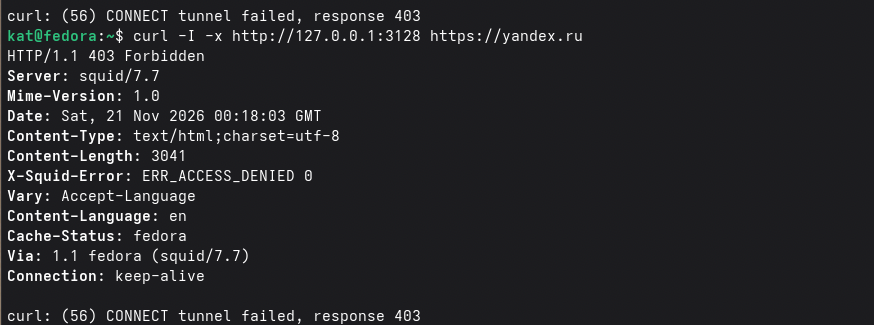 curl: (56) CONNECT tunnel failed, response 403
kat@fedora:~$ curl -I -x http://127.0.0.1:3128 https://yandex.ru
HTTP/1.1 403 Forbidden
Server: squid/7.7
Mime-Version: 1.0
Date: Sat, 21 Nov 2026 00:18:03 GMT
Content-Type: text/html;charset=utf-8
Content-Length: 3041
X-Squid-Error: ERR_ACCESS_DENIED 0
Vary: Accept-Language
Content-Language: en
Cache-Status: fedora
Via: 1.1 fedora (squid/7.7)
Connection: keep-alive

curl: (56) CONNECT tunnel failed, response 403